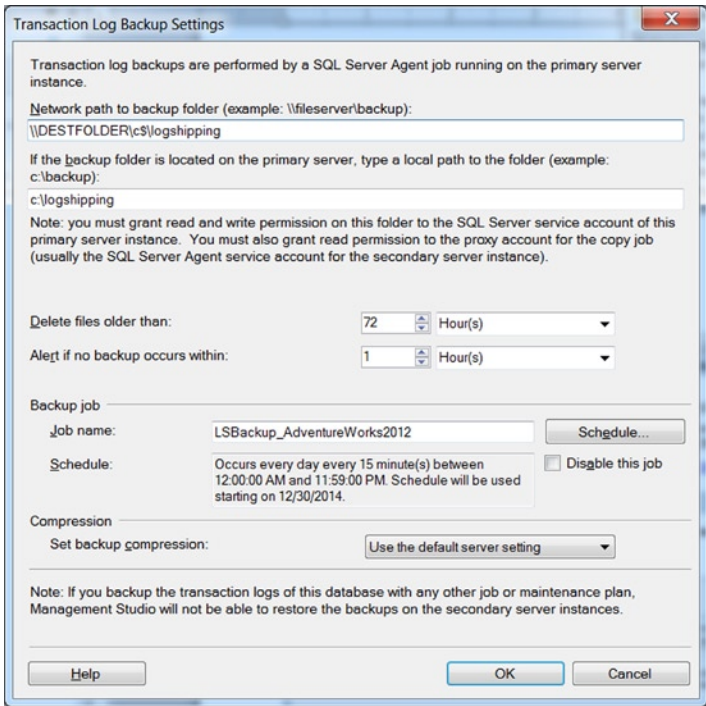 Transaction Log Backup Settings
Transaction log backups are performed by a SQL Server Agent job running on the primary server
instance.
Network path to backup folder (example: \\fileserver\backup):
\\DESTFOLDER\c$\logshipping
If the backup folder is located on the primary server, type a local path to the folder (example:
c:\backup):
c:\logshipping
Note: you must grant read and write permission on this folder to the SQL Server service account of this
primary server instance.  You must also grant read permission to the proxy account for the copy job
(usually the SQL Server Agent service account for the secondary server instance).
Delete files older than: 72 Hour(s)
Alert if no backup occurs within: 1 Hour(s)
Backup job
Job name: LSBackup_AdventureWorks2012 Schedule...
Schedule: Occurs every day every 15 minute(s) between Disable this job
12:00:00 AM and 11:59:00 PM. Schedule will be used
starting on 12/30/2014.
Compression
Set backup compression: Use the default server setting
Note: If you backup the transaction logs of this database with any other job or maintenance plan,
Management Studio will not be able to restore the backups on the secondary server instances.
Help OK Cancel